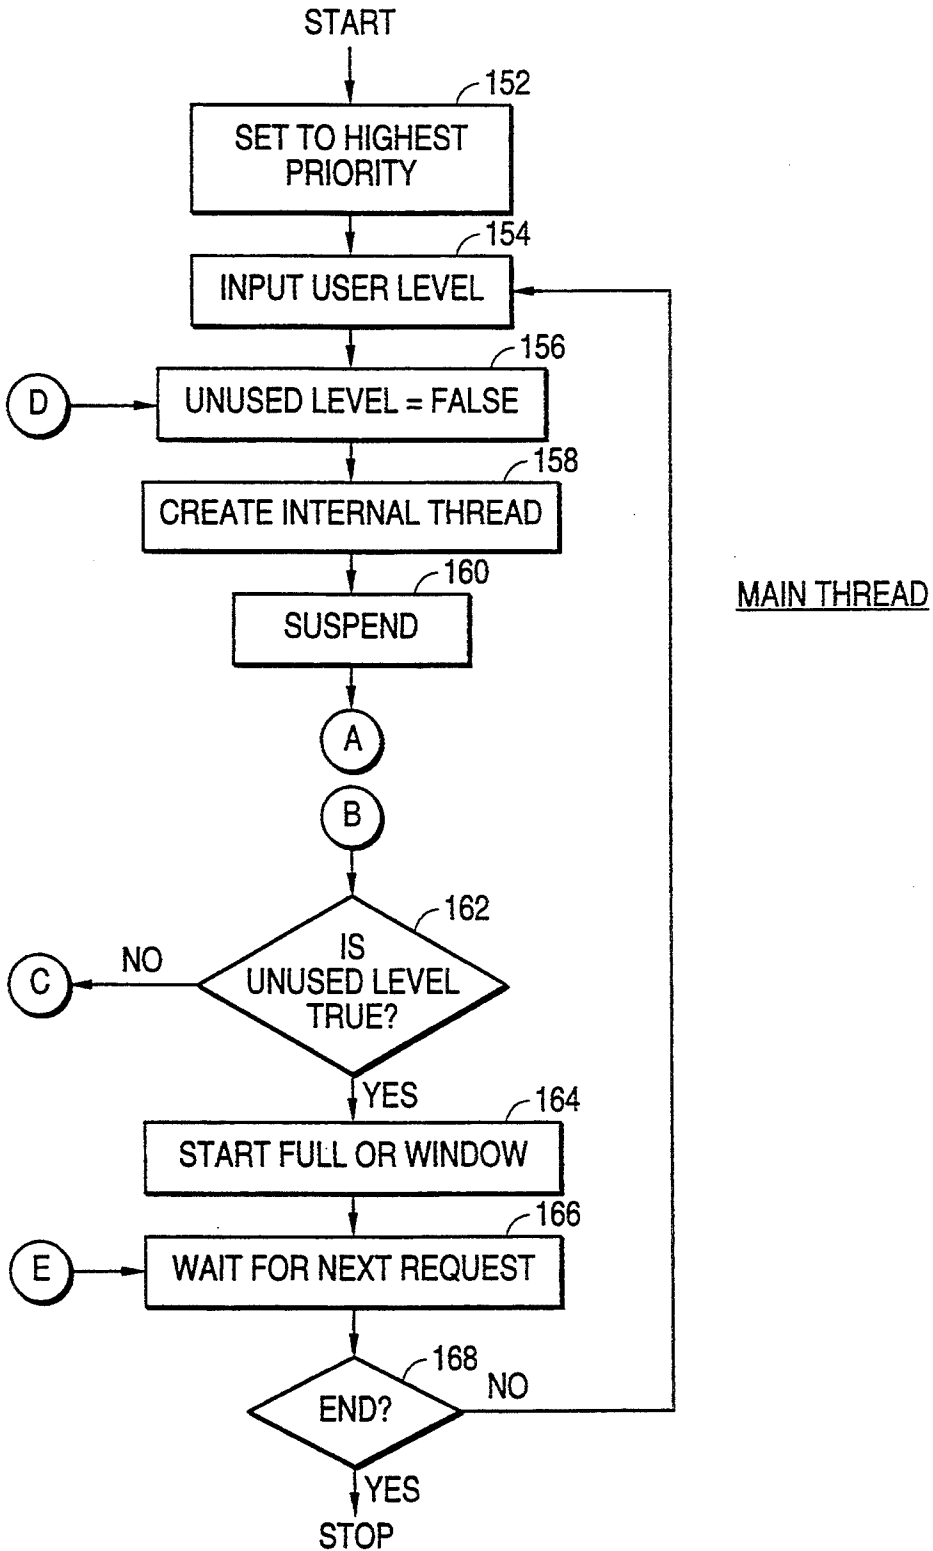 START
152
SET TO HIGHEST
PRIORITY
154
INPUT USER LEVEL
156
D
UNUSED LEVEL = FALSE
158
CREATE INTERNAL THREAD
160
MAIN THREAD
SUSPEND
A
B
162
IS
UNUSED LEVEL
TRUE?
NO
C
YES
164
START FULL OR WINDOW
166
E
WAIT FOR NEXT REQUEST
168
END?
NO
YES
STOP